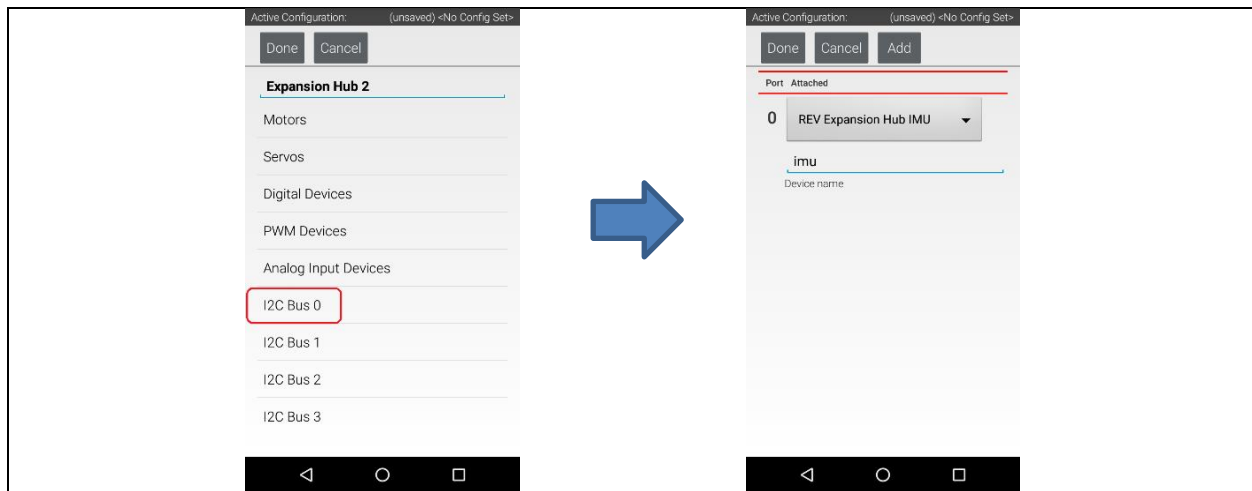 Active Configuration: (unsaved) <No Config Set>
Done Cancel
Expansion Hub 2
Motors
Servos
Digital Devices
PWM Devices
Analog Input Devices
I2C Bus 0
I2C Bus 1
I2C Bus 2
I2C Bus 3
Active Configuration: (unsaved) <No Config Set>
Done Cancel Add
Port Attached
0 REV Expansion Hub IMU
imu
Device name